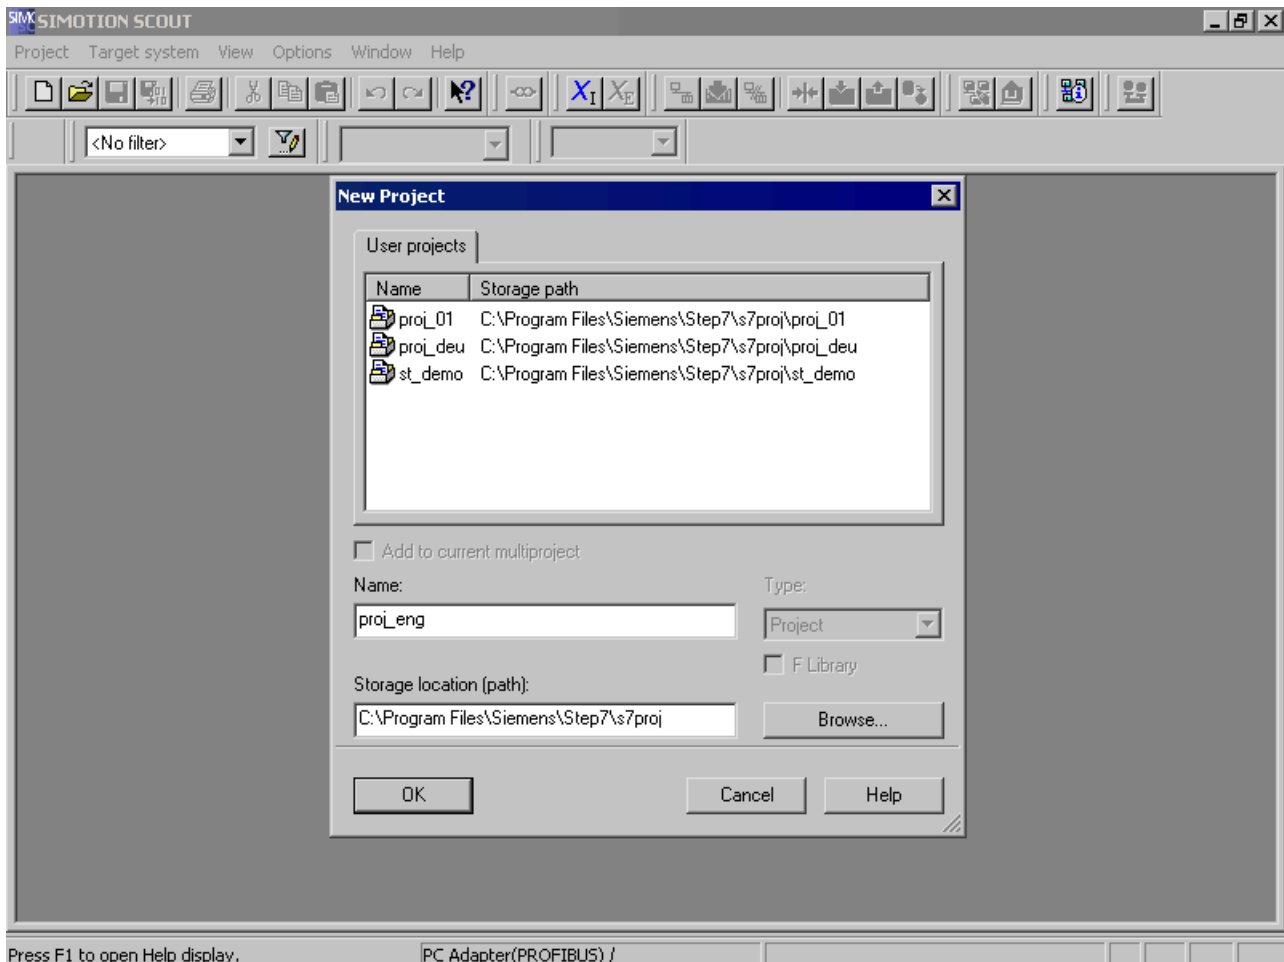 SIMOTION SCOUT
Project Target system View Options Window Help
<No filter>
New Project
User projects
Name Storage path
proj_01 C:\Program Files\Siemens\Step7\s7proj\proj_01
proj_deu C:\Program Files\Siemens\Step7\s7proj\proj_deu
st_demo C:\Program Files\Siemens\Step7\s7proj\st_demo
Add to current multiproject
Name: Type:
proj_eng Project
F Library
Storage location (path):
C:\Program Files\Siemens\Step7\s7proj Browse...
OK Cancel Help
Press F1 to open Help display. PC Adapter(PROFIBUS) /